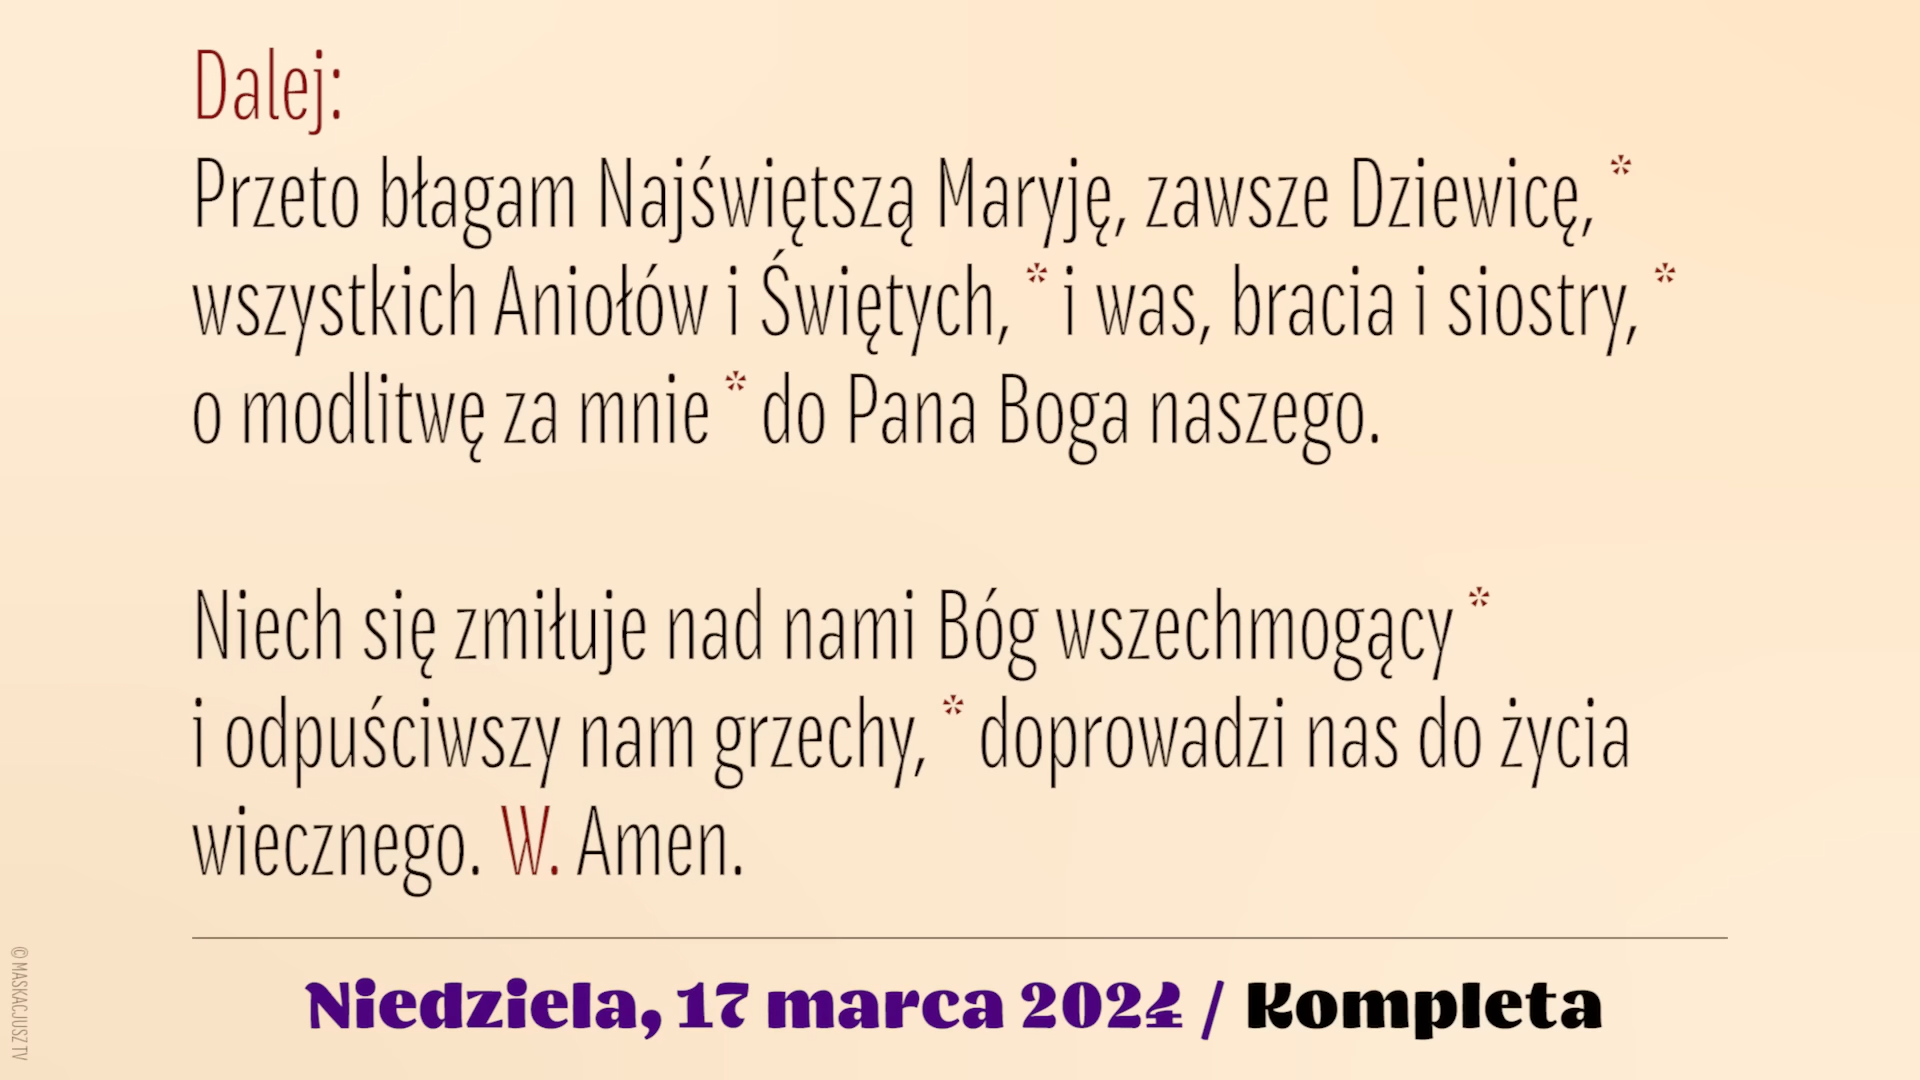 Dalej:
Przeto błagam Najświętszą Maryję, zawsze Dziewicę, *
wszystkich Aniołów i Świętych, * i was, bracia i siostry, *
o modlitwę za mnie * do Pana Boga naszego.
Niech się zmiłuje nad nami Bóg wszechmogący *
i odpuściwszy nam grzechy, * doprowadzi nas do życia
wiecznego. W. Amen.
Niedziela, 17 marca 2024 / Kompleta
© MASKACJUSZ TV